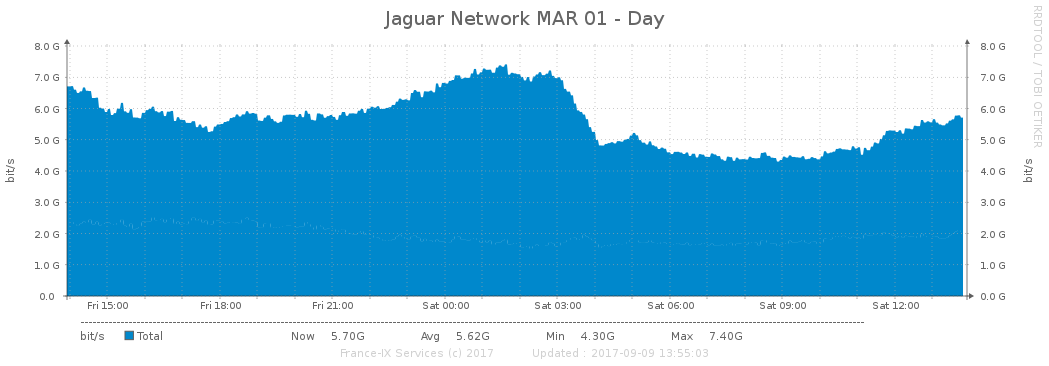 Jaguar Network MAR 01 - Day
RRDTOOL / TOBI OETIKER
bit/s
8.0 G
7.0 G
6.0 G
5.0 G
4.0 G
3.0 G
2.0 G
1.0 G
0.0
8.0 G
7.0 G
6.0 G
5.0 G
4.0 G
3.0 G
2.0 G
1.0 G
0.0 G
bit/s
Fri 15:00 Fri 18:00 Fri 21:00 Sat 00:00 Sat 03:00 Sat 06:00 Sat 09:00 Sat 12:00
bit/s Total Now 5.70G Avg 5.62G Min 4.30G Max 7.40G
France-IX Services (c) 2017 Updated : 2017-09-09 13:55:03